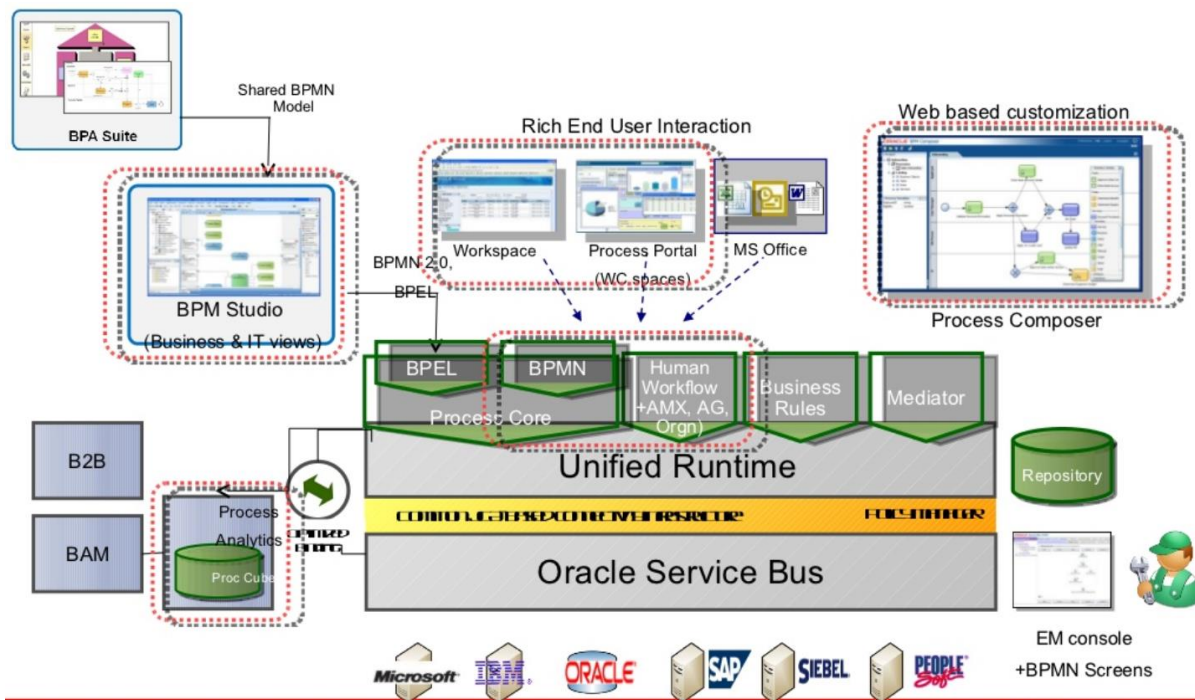 BPA Suite
Shared BPMN
Model
Rich End User Interaction
Web based customization
ORACLE
Workspace
Process Portal
(WC spaces)
MS Office
BPMN 2.0,
BPEL
BPM Studio
(Business & IT views)
Process Composer
BPEL
BPMN
Process Core
Human
Workflow
+AMX, AG,
Orgn)
Business
Rules
Mediator
Unified Runtime
Repository
B2B
BAM
Process
Analytics
Proc Cube
Oracle Service Bus
EM console
+BPMN Screens
Microsoft
IBM
ORACLE
SAP
SIEBEL
PEOPLE
Soft